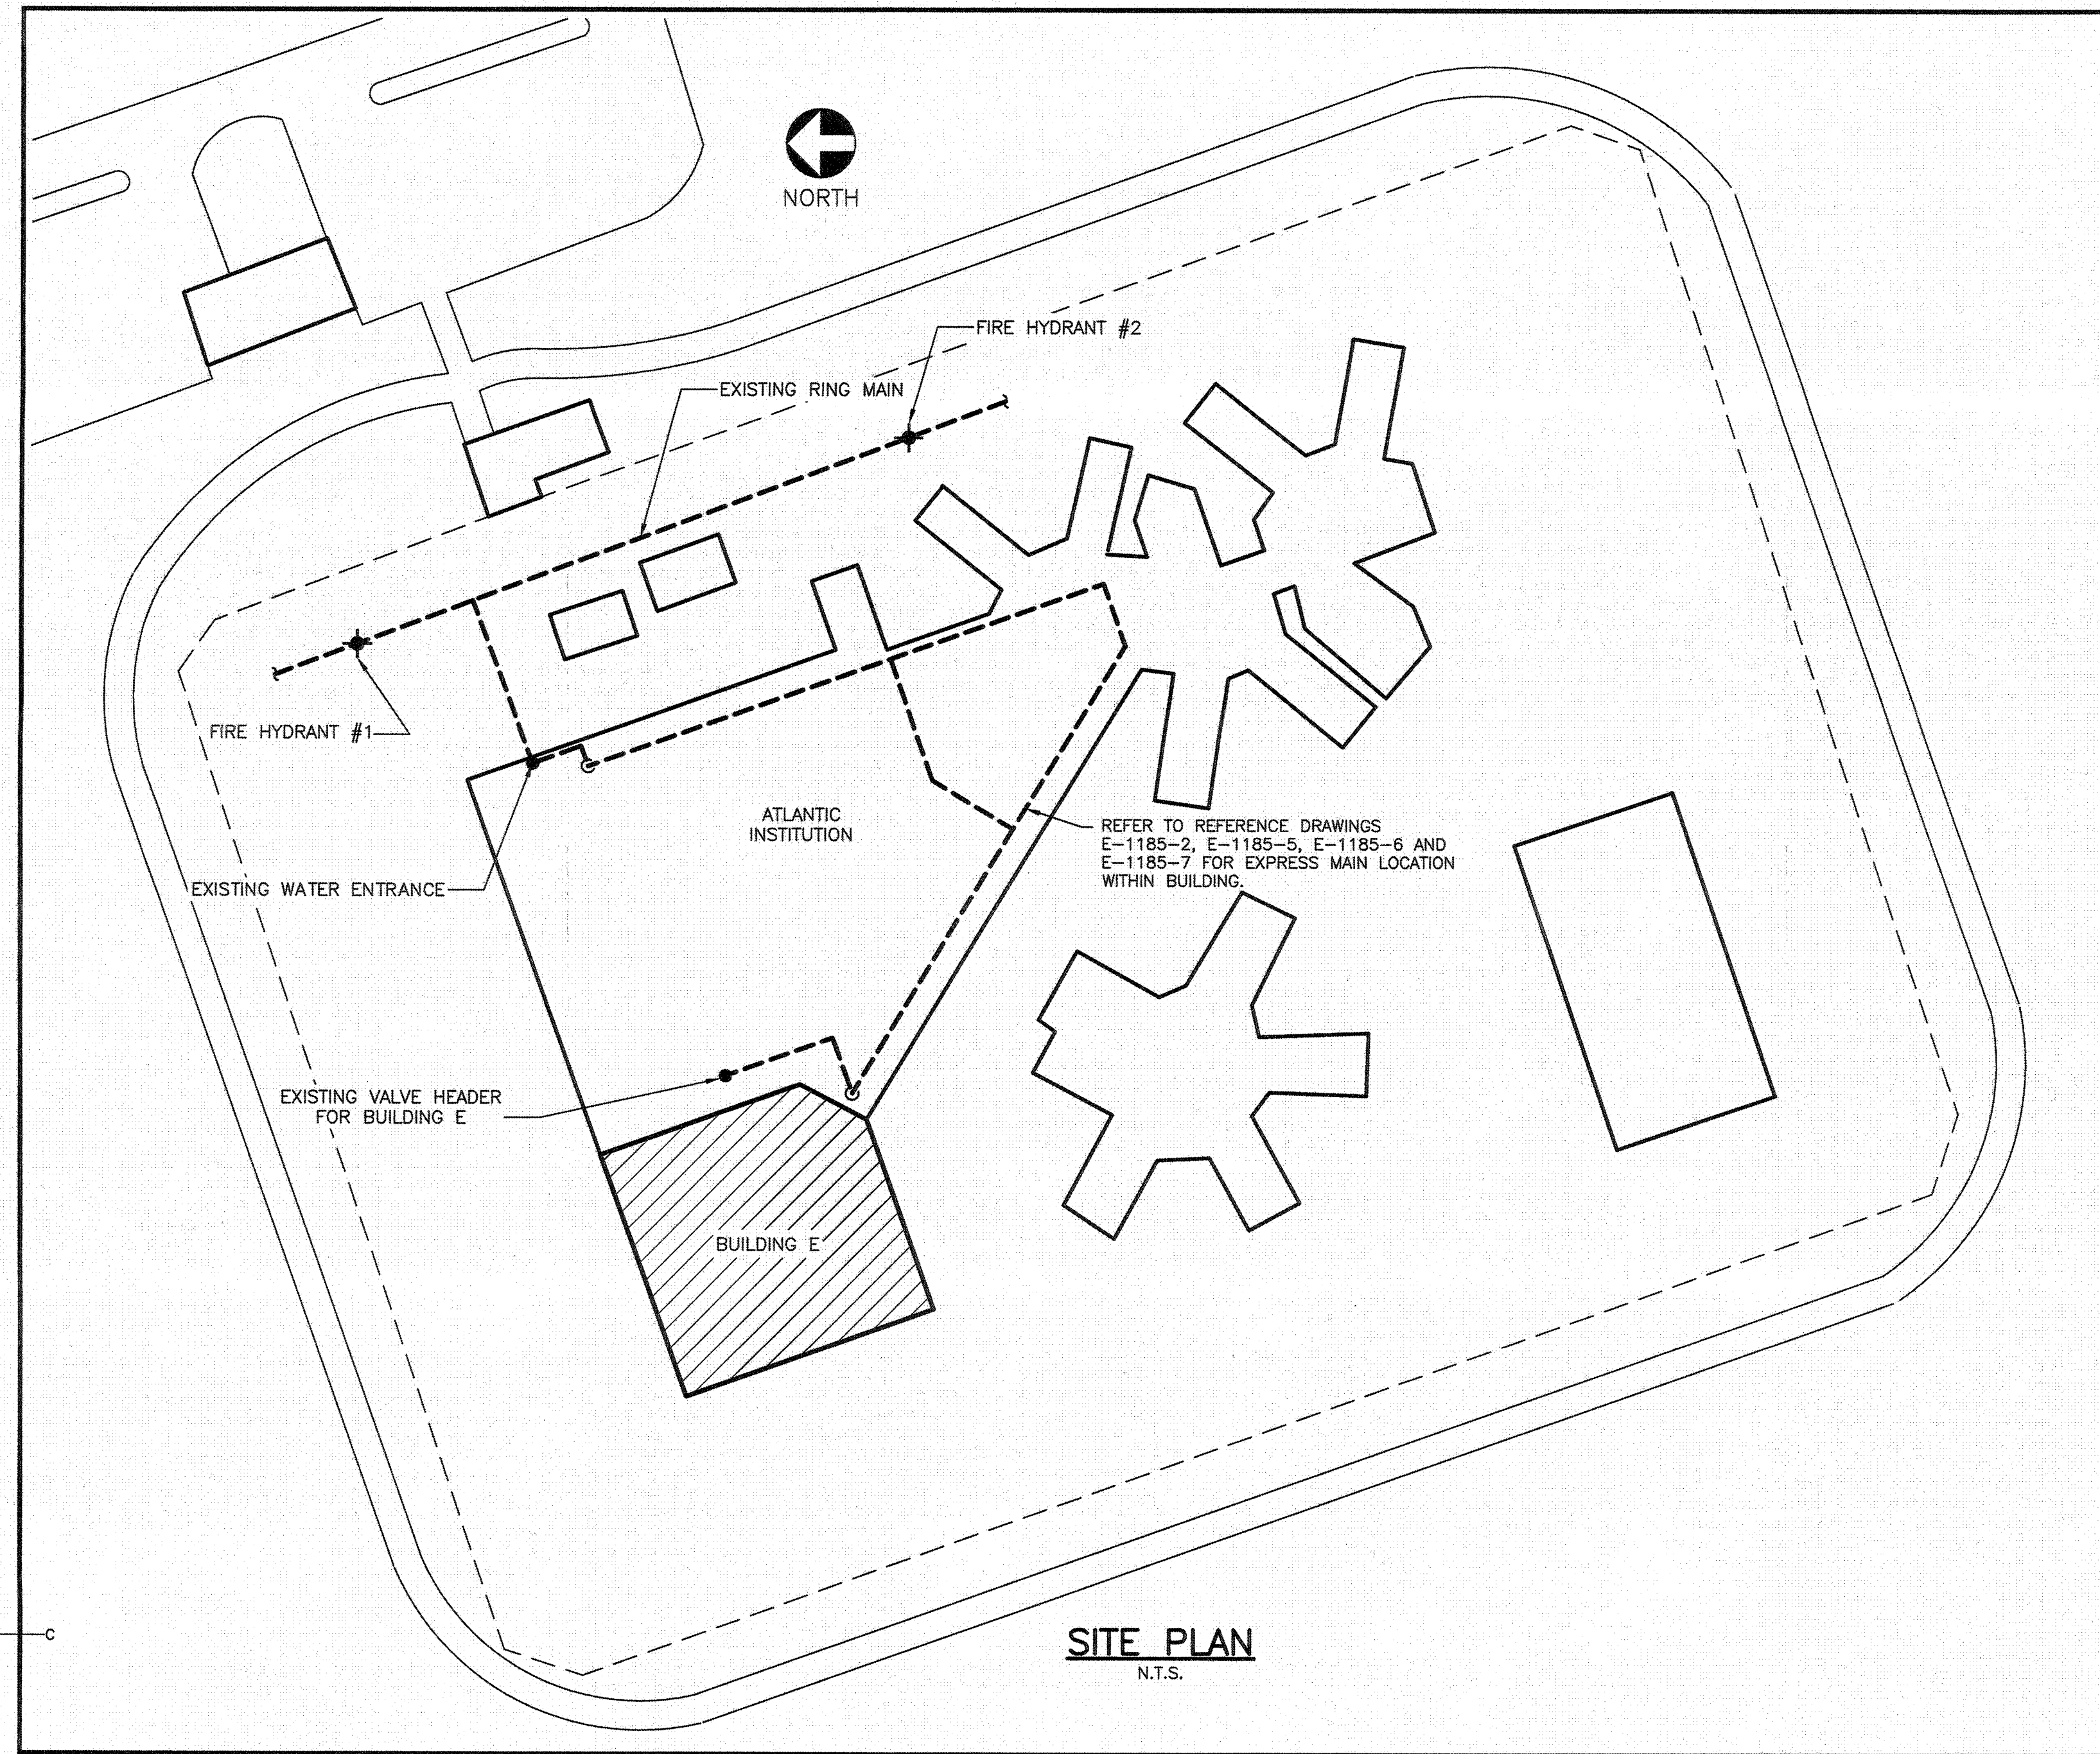 NORTH
FIRE HYDRANT #2
EXISTING RING MAIN
FIRE HYDRANT #1
ATLANTIC
INSTITUTION
REFER TO REFERENCE DRAWINGS
E-1185-2, E-1185-5, E-1185-6 AND
E-1185-7 FOR EXPRESS MAIN LOCATION
WITHIN BUILDING.
EXISTING WATER ENTRANCE
EXISTING VALVE HEADER
FOR BUILDING E
BUILDING E
C
SITE PLAN
N.T.S.